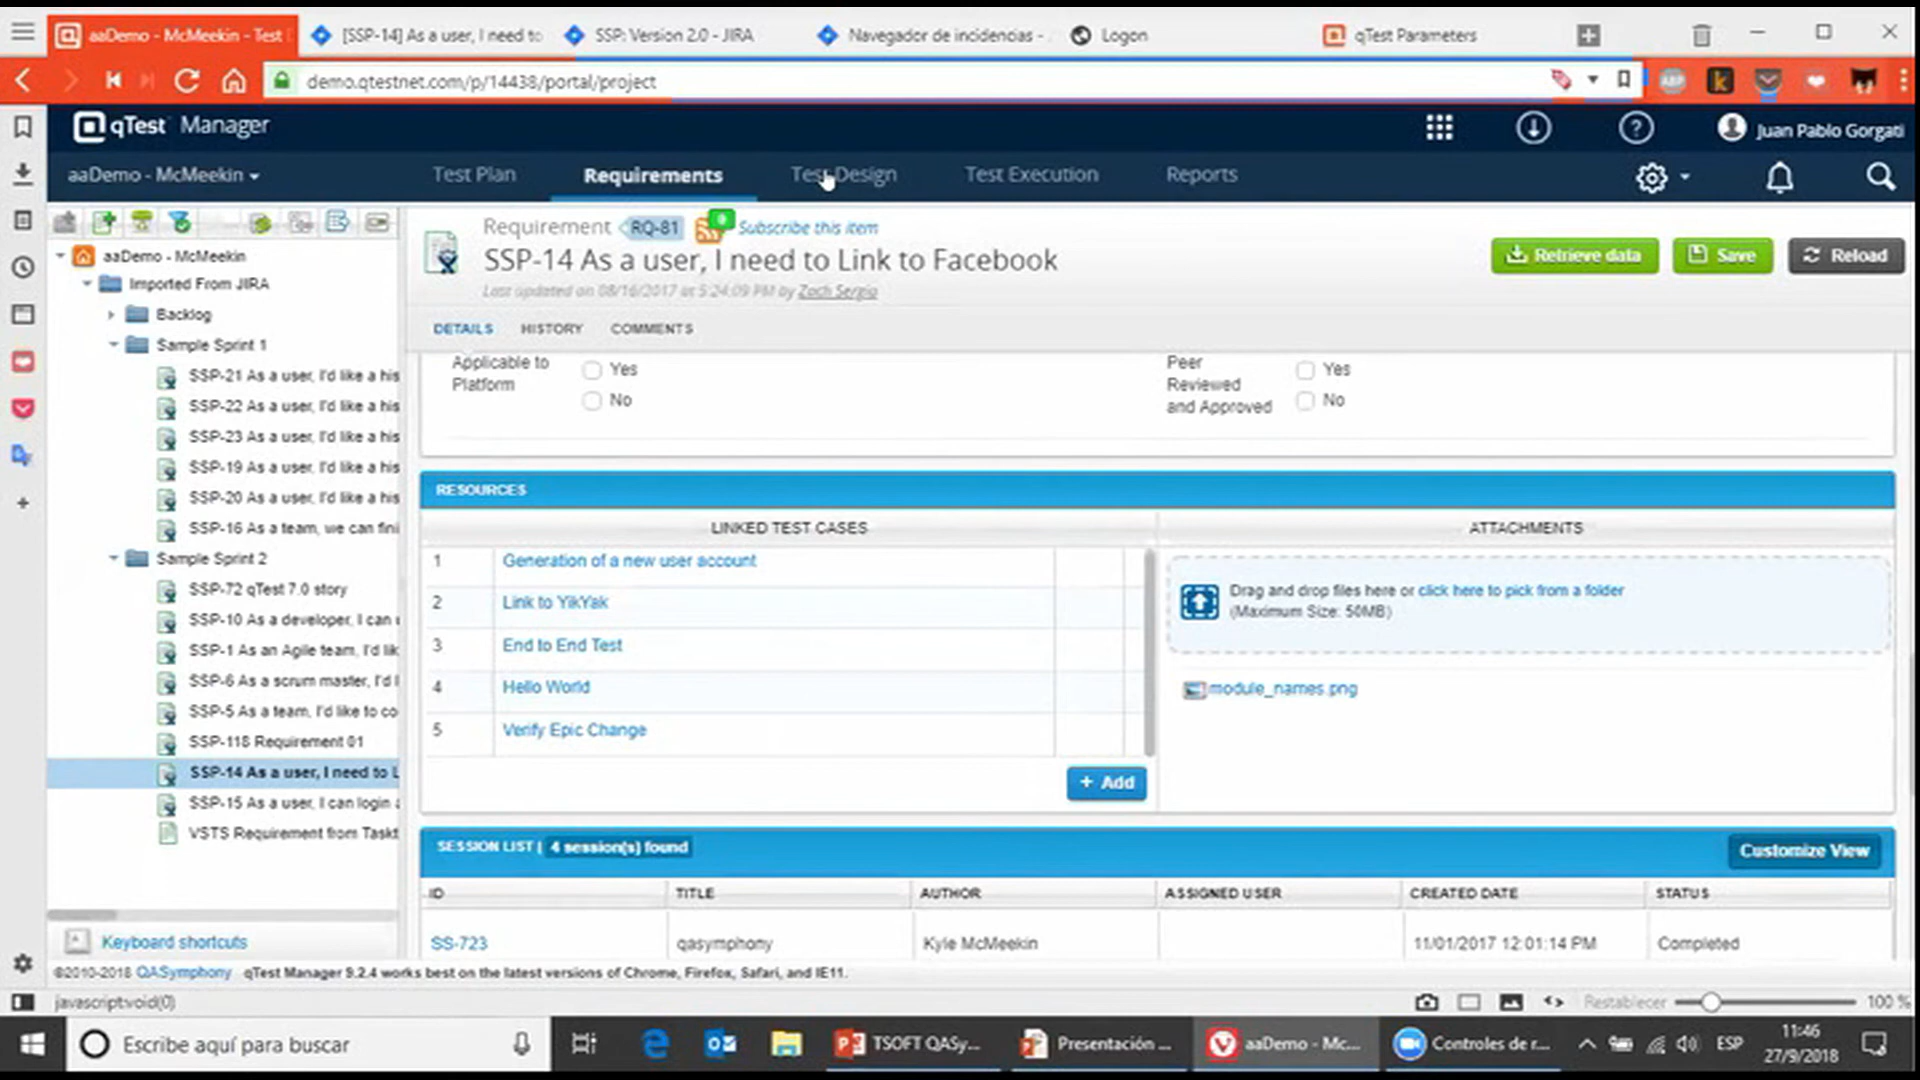 aaDemo - McMeekin - Test
[SSP-14] As a user, I need to
SSP: Version 2.0 - JIRA
Navegador de incidencias -
Logon
qTest Parameters
demo.qtestnet.com/p/14438/portal/project
qTest Manager
Juan Pablo Gorgati
aaDemo - McMeekin
Test Plan
Requirements
Test Design
Test Execution
Reports
Requirement RQ-81 0 Subscribe this item
SSP-14 As a user, I need to Link to Facebook
Last updated on 08/16/2017 at 5:24:09 PM by Zach Sergio
Retrieve data
Save
Reload
DETAILS
HISTORY
COMMENTS
aaDemo - McMeekin
Imported From JIRA
Backlog
Sample Sprint 1
SSP-21 As a user, I'd like a his
SSP-22 As a user, I'd like a his
SSP-23 As a user, I'd like a his
SSP-19 As a user, I'd like a his
SSP-20 As a user, I'd like a his
SSP-16 As a team, we can fini
Sample Sprint 2
SSP-72 qTest 7.0 story
SSP-10 As a developer, I can
SSP-1 As an Agile team, I'd lik
SSP-6 As a scrum master, I'd l
SSP-5 As a team, I'd like to co
SSP-118 Requirement 01
SSP-14 As a user, I need to L
SSP-15 As a user, I can login
VSTS Requirement from Taskt
Applicable to
Platform
Yes
No
Peer
Reviewed
and Approved
Yes
No
RESOURCES
LINKED TEST CASES
1 Generation of a new user account
2 Link to YikYak
3 End to End Test
4 Hello World
5 Verify Epic Change
+ Add
ATTACHMENTS
Drag and drop files here or click here to pick from a folder
(Maximum Size: 50MB)
module_names.png
SESSION LIST | 4 session(s) found
Customize View
ID TITLE AUTHOR ASSIGNED USER CREATED DATE STATUS
SS-723 qasymphony Kyle McMeekin 11/01/2017 12:01:14 PM Completed
Keyboard shortcuts
©2010-2018 QASymphony qTest Manager 9.2.4 works best on the latest versions of Chrome, Firefox, Safari, and IE11.
javascript:void(0)
Restablecer
100 %
Escribe aquí para buscar
TSOFT QASy...
Presentación ...
aaDemo - Mc...
Controles de r...
ESP
11:46
27/9/2018